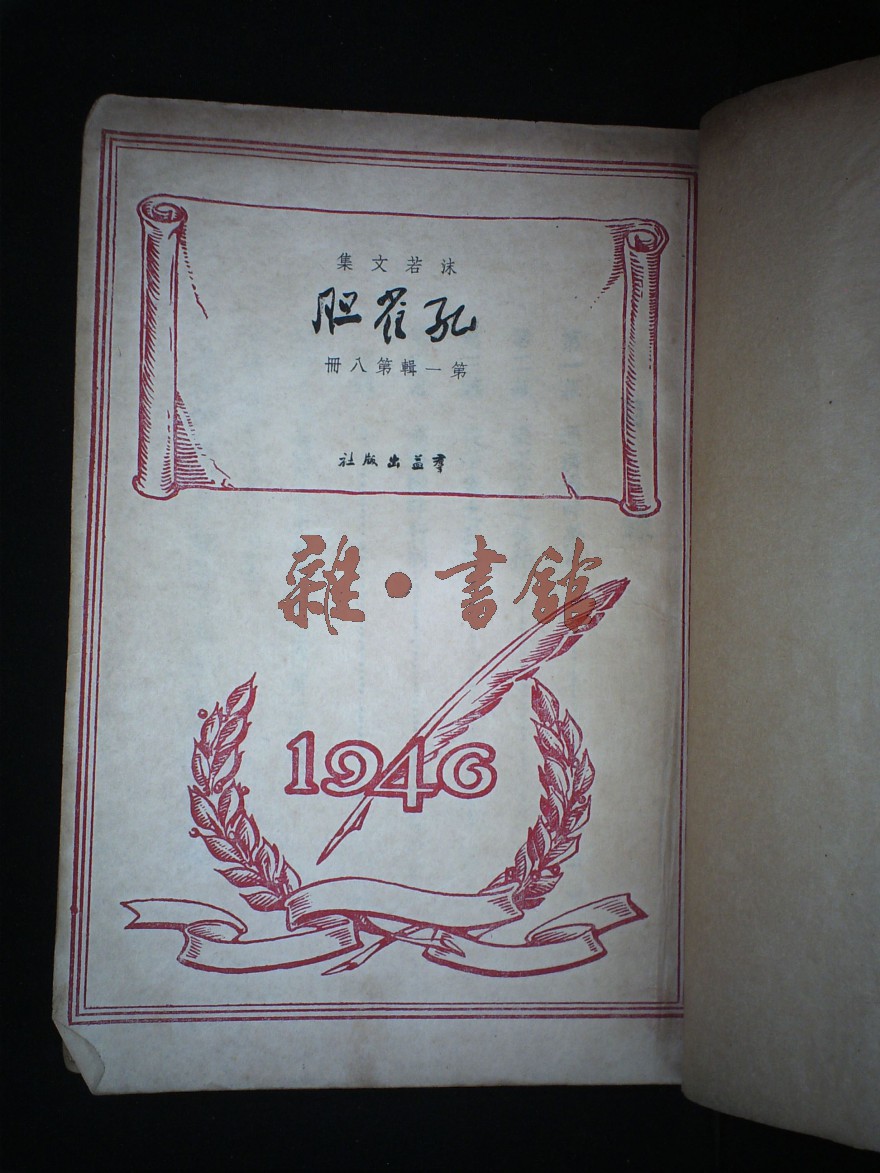 沫若文集
孔雀胆
第一輯第八冊
羣益出版社
雜·書舘
1946